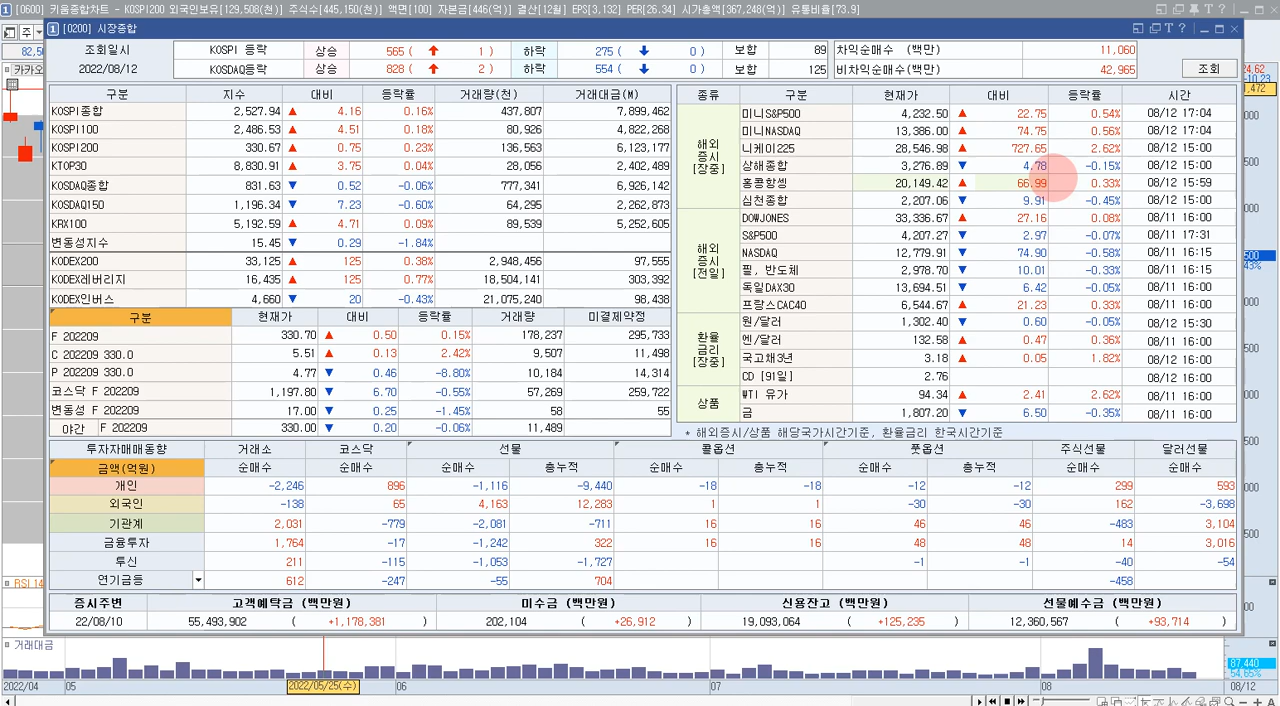 [0600] 키움종합차트 - KOSPI200 외국인보유[129,508(천)] 주식수[445,150(천)] 액면[100] 자본금[446(억)] 결산[12월] EPS[3,132] PER[26.34] 시가총액[367,248(억)] 유통비율[73.9]
[0200] 시장종합
조회일시 KOSPI 등락 상승 565 ( 1 ) 하락 275 ( 0 ) 보합 89 차익순매수 (백만) 11,060
2022/08/12 KOSDAQ등락 상승 828 ( 2 ) 하락 554 ( 0 ) 보합 125 비차익순매수(백만) 42,965 조회
구분 지수 대비 등락률 거래량(천) 거래대금(M)
KOSPI종합 2,527.94 ▲ 4.16 0.16% 437,807 7,899,462
KOSPI100 2,486.53 ▲ 4.51 0.18% 80,926 4,822,268
KOSPI200 330.67 ▲ 0.75 0.23% 136,563 6,123,177
KTOP30 8,830.91 ▲ 3.75 0.04% 28,056 2,402,489
KOSDAQ종합 831.63 ▼ 0.52 -0.06% 777,341 6,926,142
KOSDAQ150 1,196.34 ▼ 7.23 -0.60% 64,295 2,262,873
KRX100 5,192.59 ▲ 4.71 0.09% 89,539 5,252,605
변동성지수 15.45 ▼ 0.29 -1.84%
KODEX200 33,125 ▲ 125 0.38% 2,948,456 97,555
KODEX레버리지 16,435 ▲ 125 0.77% 18,504,141 303,392
KODEX인버스 4,660 ▼ 20 -0.43% 21,075,240 98,438
구분 현재가 대비 등락률 거래량 미결제약정
F 202209 330.70 ▲ 0.50 0.15% 178,237 295,733
C 202209 330.0 5.51 ▲ 0.13 2.42% 9,507 11,498
P 202209 330.0 4.77 ▼ 0.46 -8.80% 10,184 14,314
코스닥 F 202209 1,197.80 ▼ 6.70 -0.55% 57,269 259,722
변동성 F 202209 17.00 ▼ 0.25 -1.45% 58 55
야간 F 202209 330.00 ▼ 0.20 -0.06% 11,489
종류 구분 현재가 대비 등락률 시간
해외
증시
[장중]
미니S&P500 4,232.50 ▲ 22.75 0.54% 08/12 17:04
미니NASDAQ 13,386.00 ▲ 74.75 0.56% 08/12 17:04
니케이225 28,546.98 ▲ 727.65 2.62% 08/12 15:00
상해종합 3,276.89 ▼ 4.78 -0.15% 08/12 15:00
홍콩항셍 20,149.42 ▲ 66.99 0.33% 08/12 15:59
심천종합 2,207.06 ▼ 9.91 -0.45% 08/12 15:00
해외
증시
[전일]
DOWJONES 33,336.67 ▲ 27.16 0.08% 08/11 16:00
S&P500 4,207.27 ▼ 2.97 -0.07% 08/11 17:31
NASDAQ 12,779.91 ▼ 74.90 -0.58% 08/11 16:15
필, 반도체 2,978.70 ▼ 10.01 -0.33% 08/11 16:15
독일DAX30 13,694.51 ▼ 6.42 -0.05% 08/11 16:00
프랑스CAC40 6,544.67 ▲ 21.23 0.33% 08/11 16:00
환율
금리
[장중]
원/달러 1,302.40 ▼ 0.60 -0.05% 08/12 15:30
엔/달러 132.58 ▲ 0.47 0.36% 08/11 16:00
국고채3년 3.18 ▲ 0.05 1.82% 08/12 16:00
CD [91일] 2.76 08/12 16:00
상품
WTI 유가 94.34 ▲ 2.41 2.62% 08/11 16:00
금 1,807.20 ▼ 6.50 -0.35% 08/11 16:00
* 해외증시/상품 해당국가시간기준, 환율금리 한국시간기준
투자자매매동향 거래소 코스닥 선물 콜옵션 풋옵션 주식선물 달러선물
금액(억원) 순매수 순매수 순매수 총누적 순매수 총누적 순매수 총누적 순매수 순매수
개인 -2,246 896 -1,116 -9,440 -18 -18 -12 -12 299 593
외국인 -138 65 4,163 12,283 1 1 -30 -30 162 -3,698
기관계 2,031 -779 -2,081 -711 16 16 46 46 -483 3,104
금융투자 1,764 -17 -1,242 322 16 16 48 48 14 3,016
투신 211 -115 -1,053 -1,727 -1 -1 -40 -54
연기금등 612 -247 -55 704 -458
증시주변 고객예탁금 (백만원) 미수금 (백만원) 신용잔고 (백만원) 선물예수금 (백만원)
22/08/10 55,493,902 ( +1,178,381 ) 202,104 ( +26,912 ) 19,093,064 ( +125,235 ) 12,360,567 ( +93,714 )
거래대금
87,440
54,65%
2022/04 05 2022/05/25(수) 06 07 08 08/12